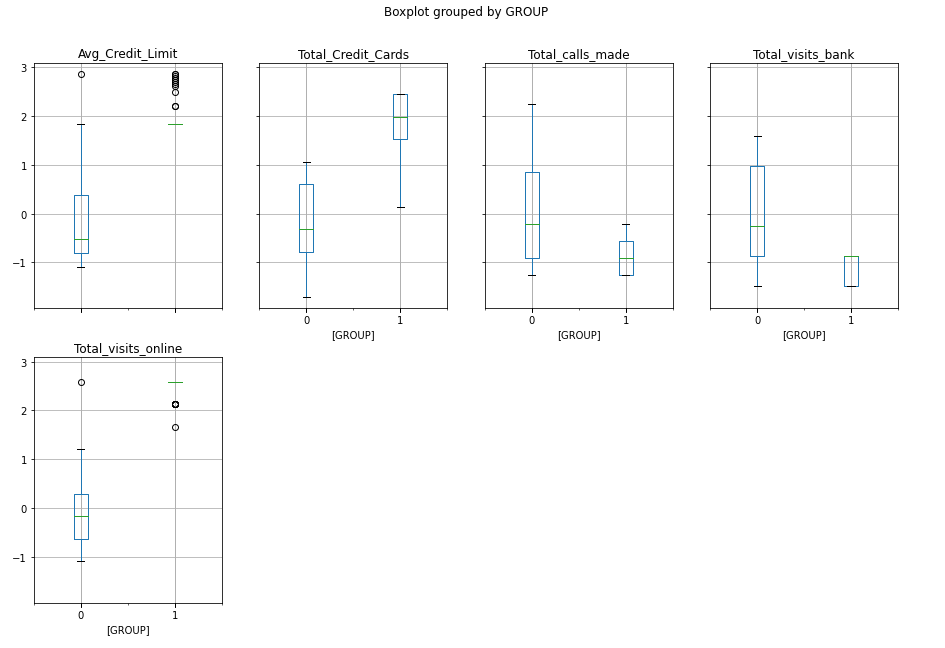 Boxplot grouped by GROUP
Avg_Credit_Limit Total_Credit_Cards Total_calls_made Total_visits_bank
3
2
1
0
−1
0 1 0 1 0 1
[GROUP] [GROUP] [GROUP]
Total_visits_online
3
2
1
0
−1
0 1
[GROUP]